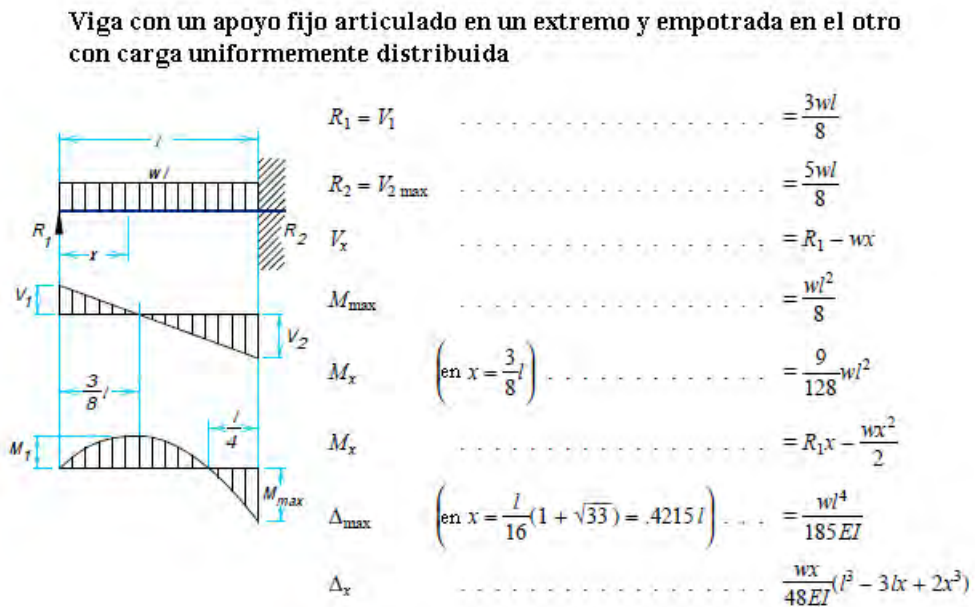 Viga con un apoyo fijo articulado en un extremo y empotrada en el otro
con carga uniformemente distribuida
l
w l
R₁
R₂
x
V₁
V₂
3/8 l
l/4
M₁
M_max
R₁ = V₁ . . . . . . . . . . . . . . . . = 3wl/8
R₂ = V₂ max . . . . . . . . . . . . . . . . = 5wl/8
Vₓ . . . . . . . . . . . . . . . . = R₁ − wx
M_max . . . . . . . . . . . . . . . . = wl²/8
Mₓ (en x = 3/8 l) . . . . . . . . . . . . = 9/128 wl²
Mₓ . . . . . . . . . . . . . . . . = R₁x − wx²/2
Δ_max (en x = l/16 (1 + √33) = .4215 l) . . . = wl⁴/185EI
Δₓ . . . . . . . . . . . . . . . . wx/48EI (l³ − 3lx + 2x³)